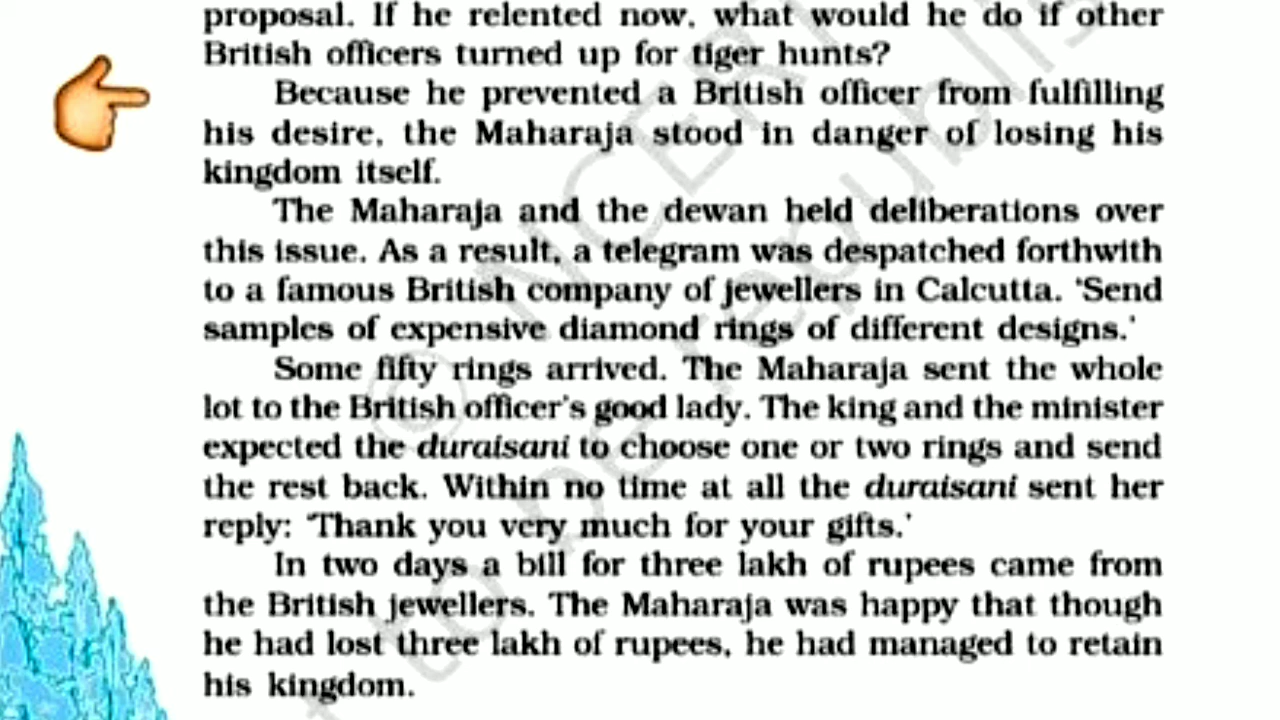 proposal. If he relented now, what would he do if other
British officers turned up for tiger hunts?
Because he prevented a British officer from fulfilling
his desire, the Maharaja stood in danger of losing his
kingdom itself.
The Maharaja and the dewan held deliberations over
this issue. As a result, a telegram was despatched forthwith
to a famous British company of jewellers in Calcutta. ‘Send
samples of expensive diamond rings of different designs.’
Some fifty rings arrived. The Maharaja sent the whole
lot to the British officer's good lady. The king and the minister
expected the duraisani to choose one or two rings and send
the rest back. Within no time at all the duraisani sent her
reply: ‘Thank you very much for your gifts.’
In two days a bill for three lakh of rupees came from
the British jewellers. The Maharaja was happy that though
he had lost three lakh of rupees, he had managed to retain
his kingdom.
© NCERT
to be republis